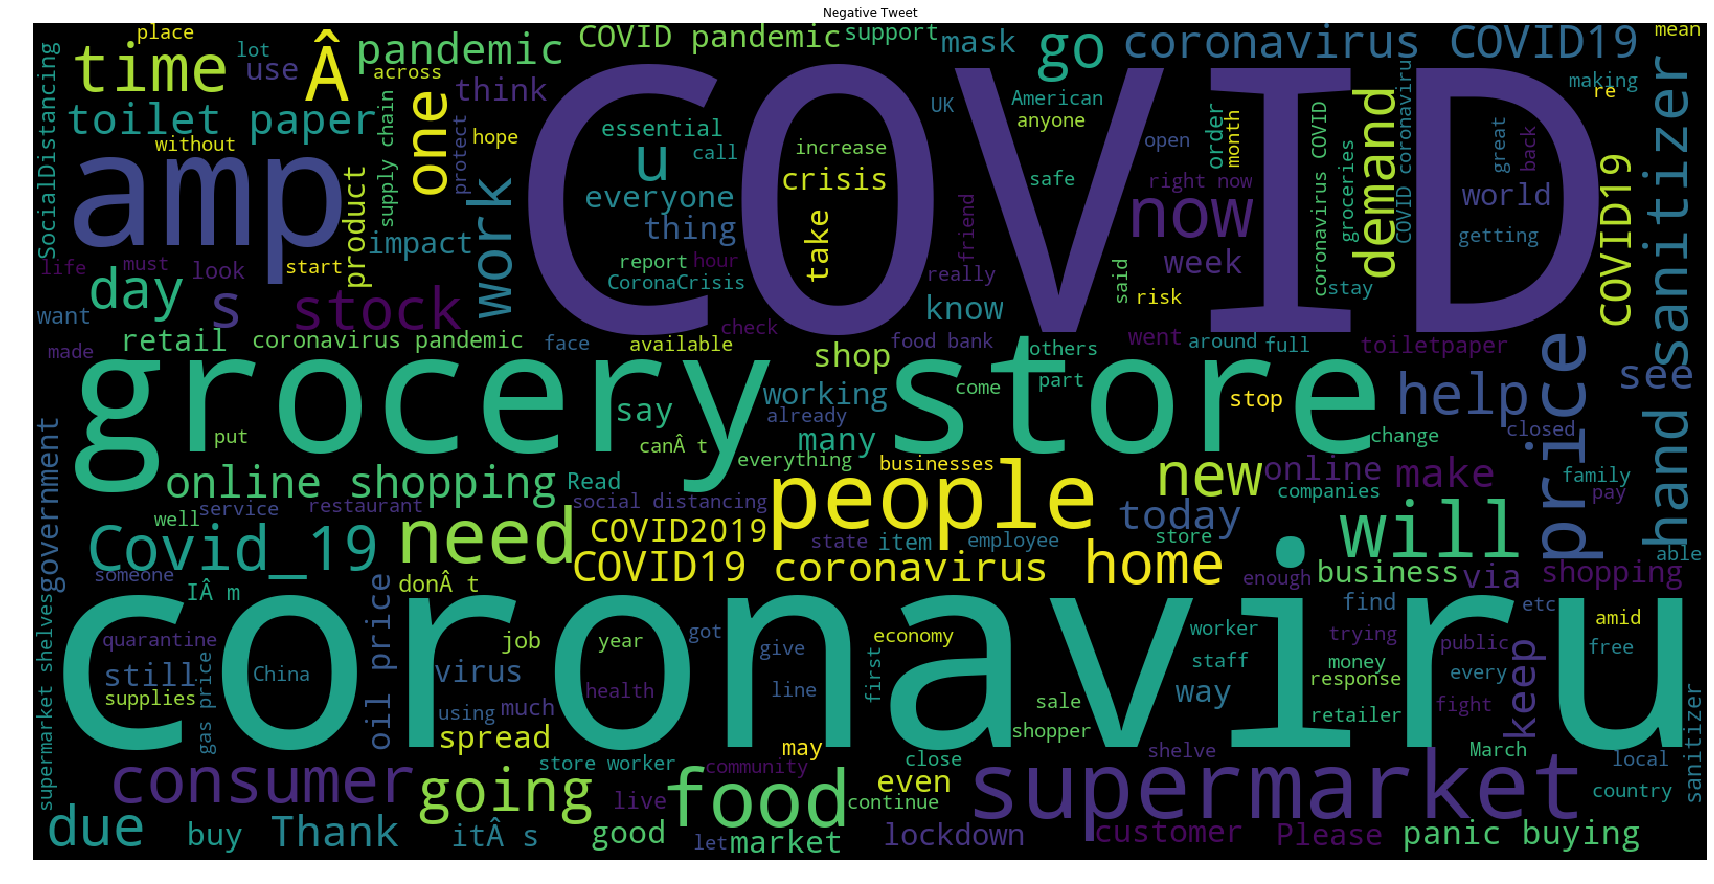 Negative Tweet
place
lot
time
Â
use
across
pandemic
COVID pandemic
support
mask
go
coronavirus COVID19
mean
making
re
SocialDistancing
toilet paper
without
supply chain
one
think
protect
hope
essential
u
call
increase
UK
American
anyone
open
order
month
demand
COVID coronavirus
great
back
sanitizer
amp
COVID
product
work
everyone
thing
crisis
take
safe
right now
now
coronavirus COVID
groceries
world
getting
COVID19
impact
life
must
look
start
report
hour
CoronaCrisis
friend
really
week
said
risk
stay
day
s
stock
know
want
made
retail
coronavirus pandemic
face
available
check
shop
food bank
others
went
around
full
toiletpaper
price
see
hand
grocery store
working
already
come
part
stop
help
closed
put
say
canÂ t
many
everything
businesses
change
government
online shopping
Read
people
new
online
make
companies
family
pay
service
restaurant
social distancing
well
Covid_19
need
COVID2019
state
item
employee
today
store
will
able
someone
IÂ m
donÂ t
COVID19 coronavirus
home
enough
business
via
shopping
supermarket shelves
coronaviru
find
etc
amid
quarantine
still
supplies
gas price
China
oil price
virus
job
year
got
give
economy
first
worker
staff
way
trying
money
response
public
every
free
keep
health
line
using
much
sale
shopper
retailer
fight
spread
may
store worker
community
close
shelve
March
local
sanitizer
consumer
going
live
food
even
continue
supermarket
country
due
buy
Thank
itÂ s
good
let
market
lockdown
customer
Please
panic buying